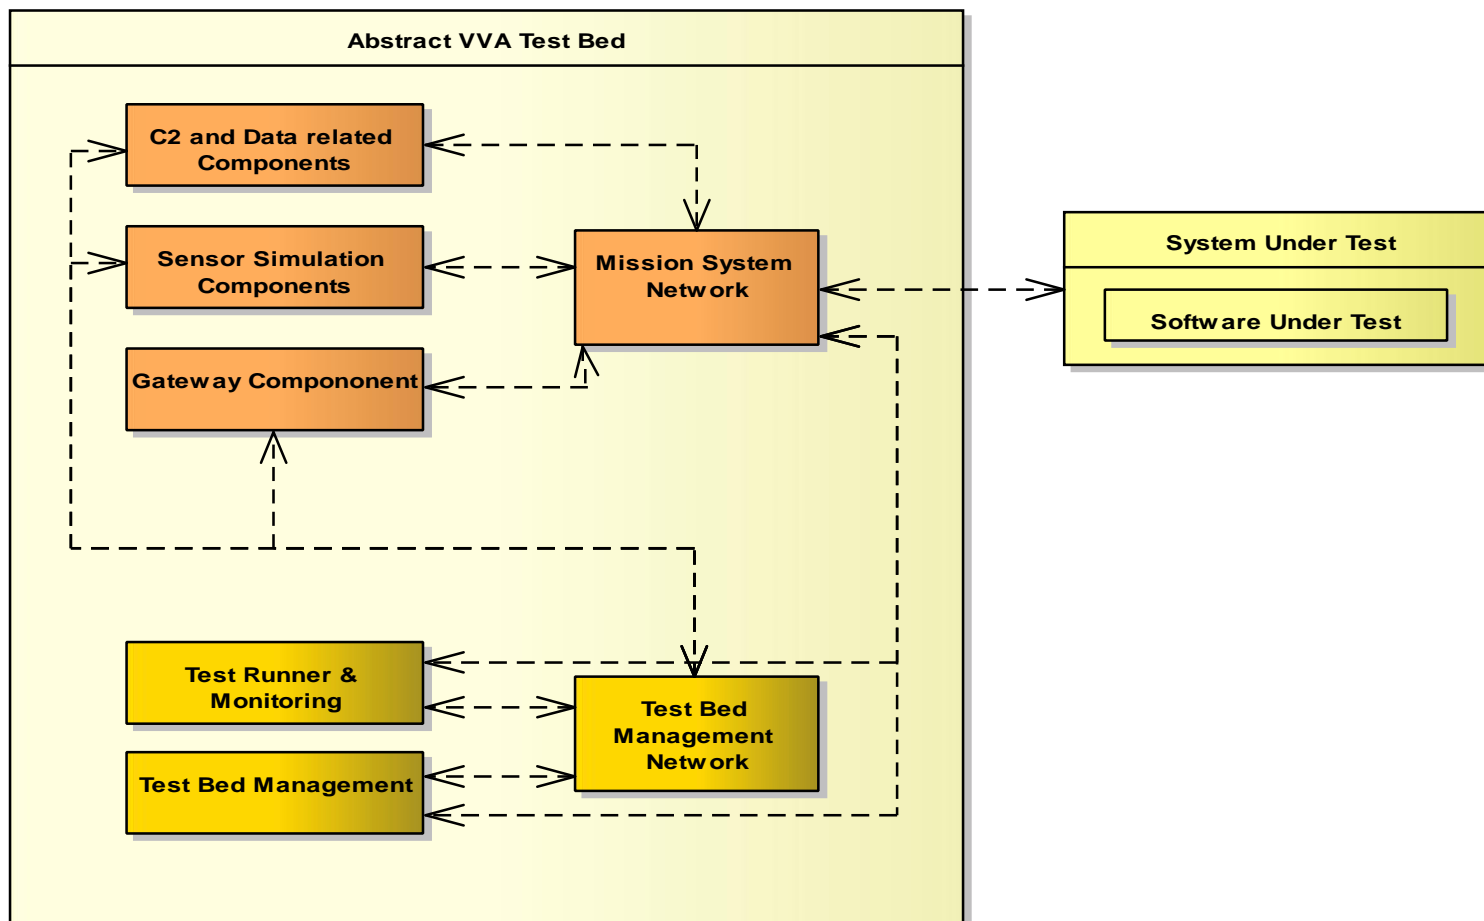 Abstract VVA Test Bed
C2 and Data related
Components
Sensor Simulation
Components
Gateway Compononent
Mission System
Network
System Under Test
Software Under Test
Test Runner &
Monitoring
Test Bed Management
Test Bed
Management
Network